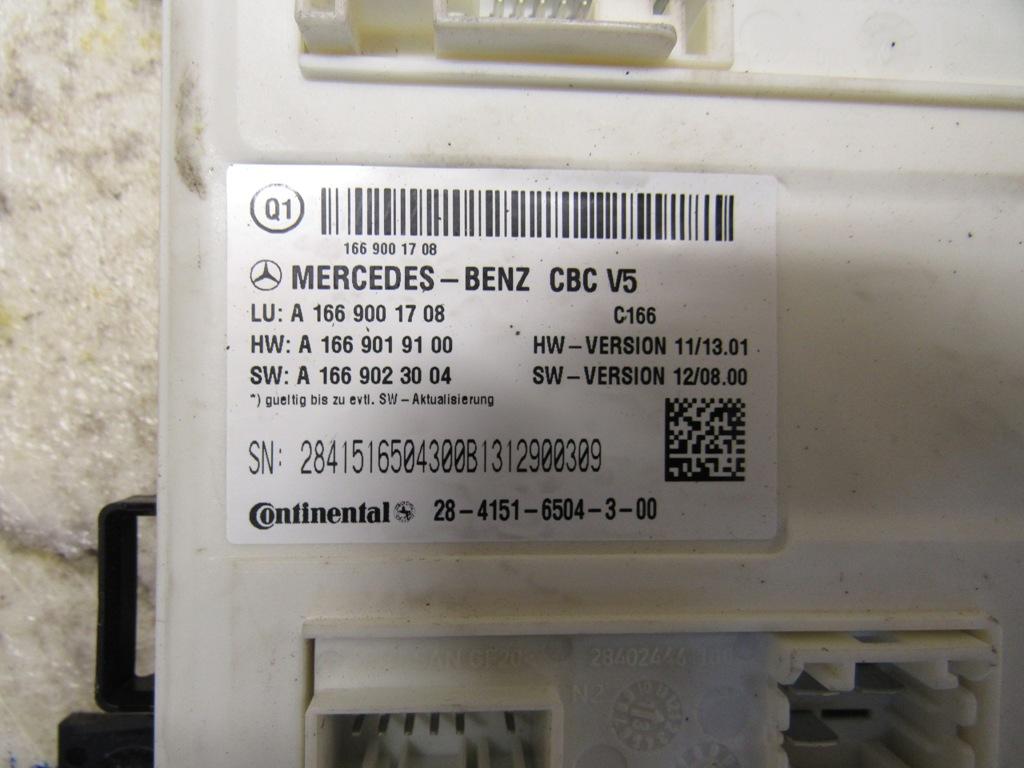 Q1
166 900 17 08
MERCEDES-BENZ CBC V5
LU: A 166 900 17 08 C166
HW: A 166 901 91 00 HW-VERSION 11/13.01
SW: A 166 902 30 04 SW-VERSION 12/08.00
*) gueltig bis zu evtl. SW-Aktualisierung
SN: 2841516504300B1312900309
Continental 28-4151-6504-3-00